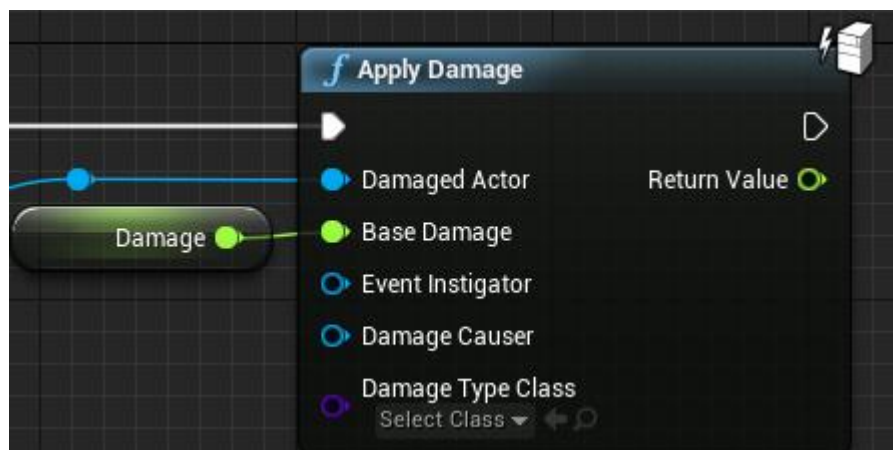 Apply Damage
Damaged Actor
Return Value
Damage
Base Damage
Event Instigator
Damage Causer
Damage Type Class
Select Class